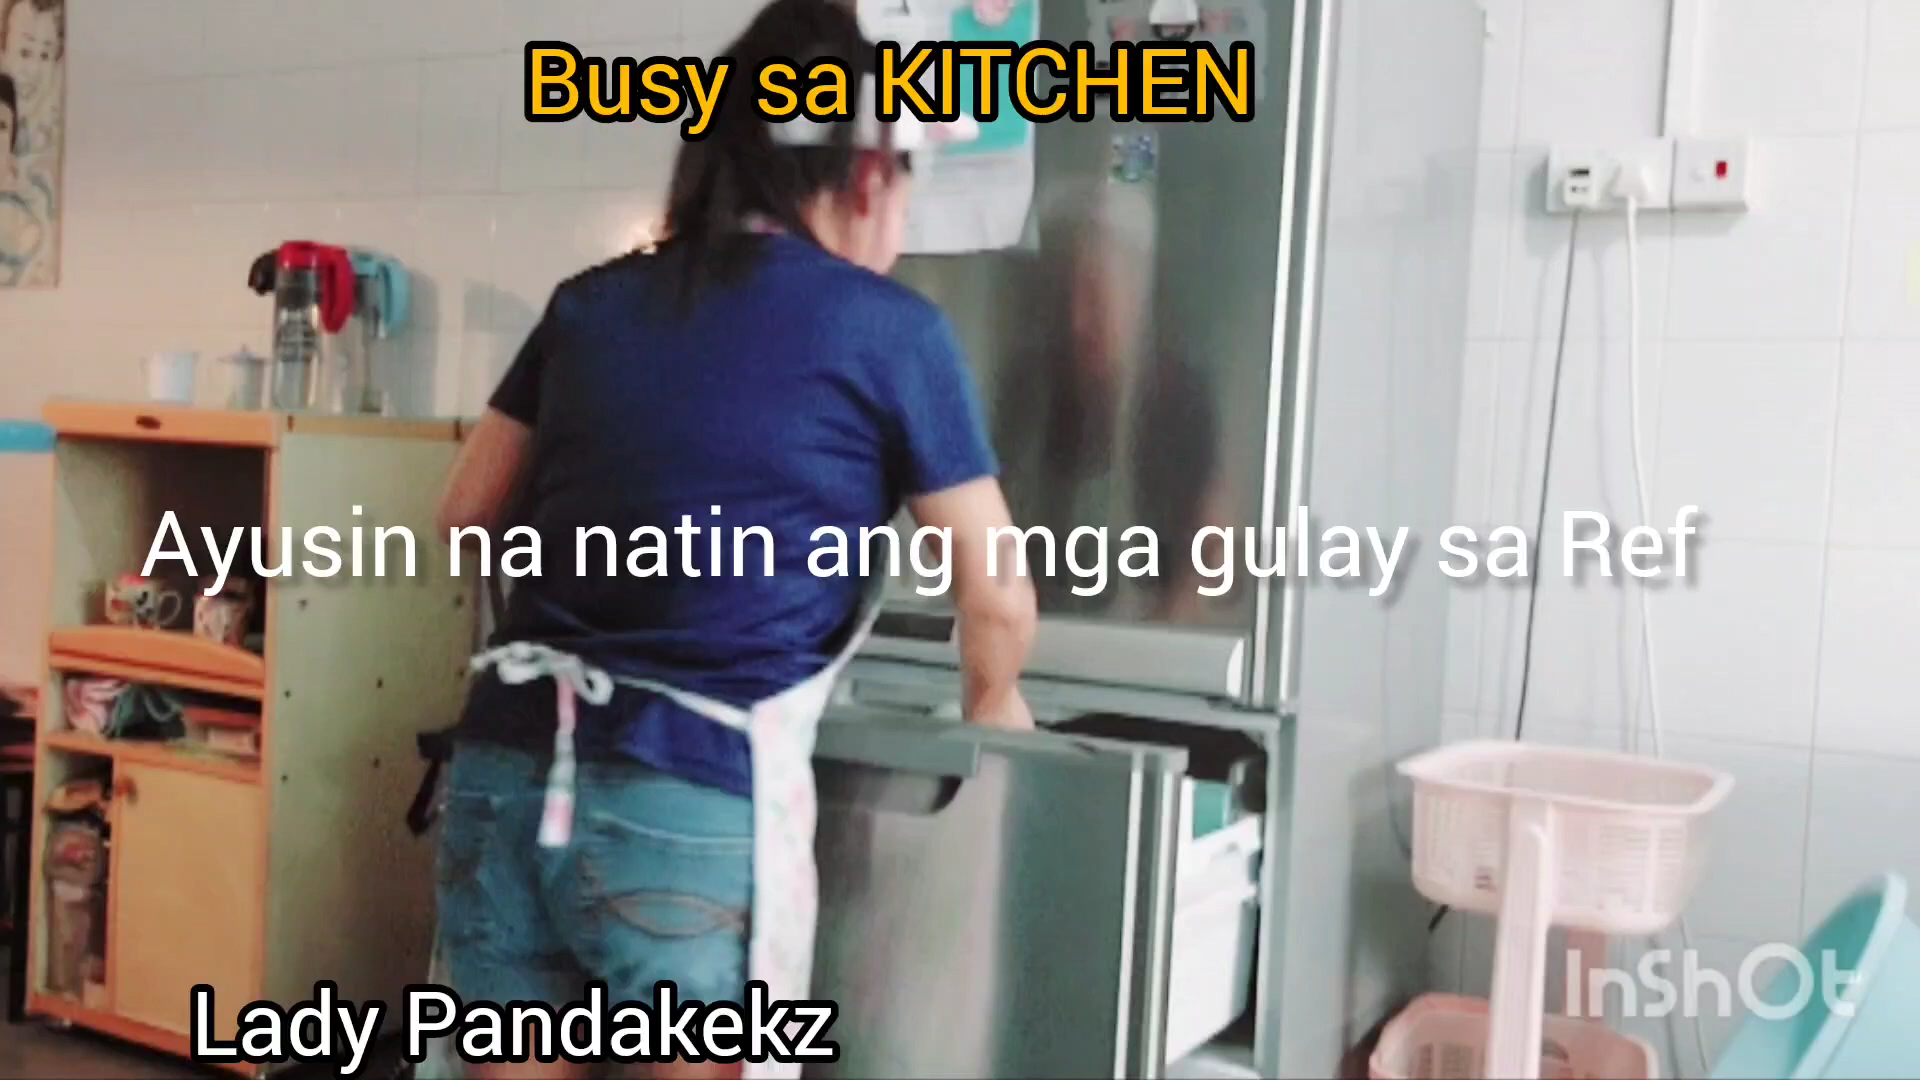 Busy sa KITCHEN
Ayusin na natin ang mga gulay sa Ref
Lady Pandakekz
InShOt